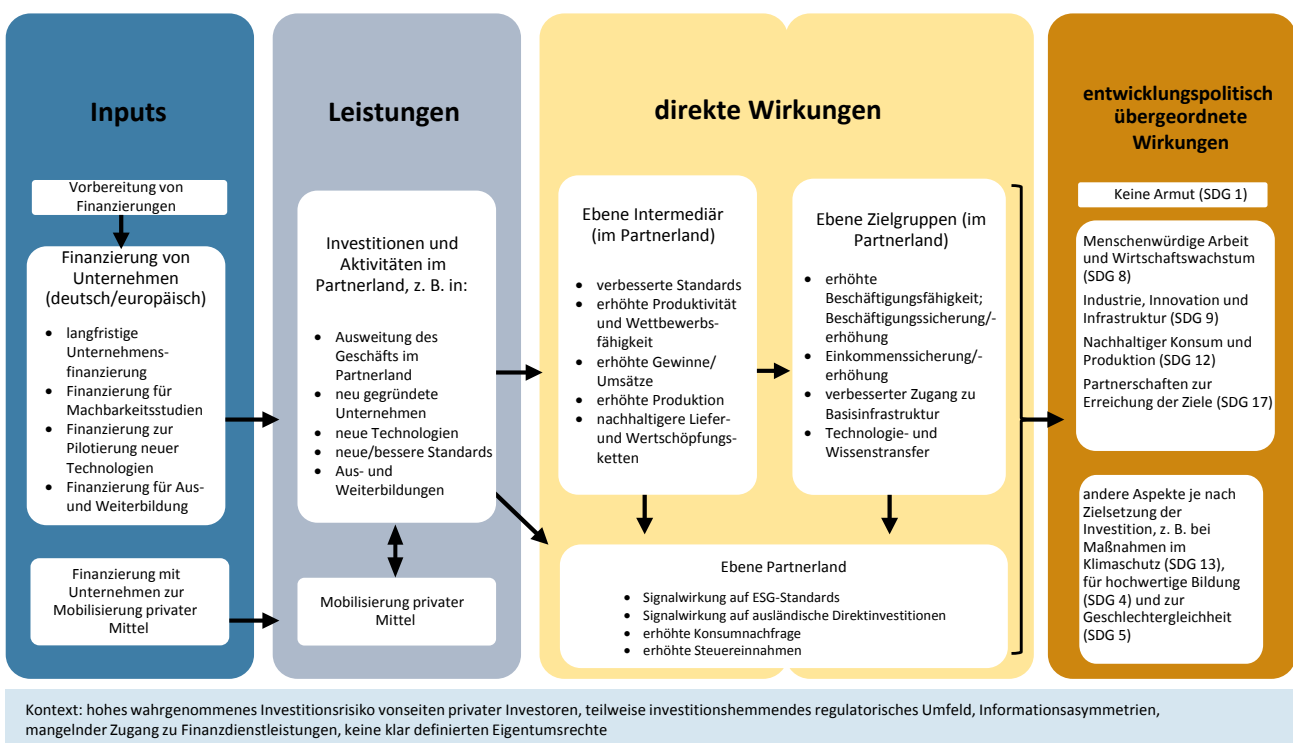 Inputs
Vorbereitung von
Finanzierungen
Finanzierung von
Unternehmen
(deutsch/europäisch)
• langfristige
Unternehmens-
finanzierung
• Finanzierung für
Machbarkeitsstudien
• Finanzierung zur
Pilotierung neuer
Technologien
• Finanzierung für Aus-
und Weiterbildung
Finanzierung mit
Unternehmen zur
Mobilisierung privater
Mittel
Leistungen
Investitionen und
Aktivitäten im
Partnerland, z. B. in:
• Ausweitung des
Geschäfts im
Partnerland
• neu gegründete
Unternehmen
• neue Technologien
• neue/bessere Standards
• Aus- und
Weiterbildungen
Mobilisierung privater
Mittel
direkte Wirkungen
Ebene Intermediär
(im Partnerland)
• verbesserte Standards
• erhöhte Produktivität
und Wettbewerbs-
fähigkeit
• erhöhte Gewinne/
Umsätze
• erhöhte Produktion
• nachhaltigere Liefer-
und Wertschöpfungs-
ketten
Ebene Zielgruppen (im
Partnerland)
• erhöhte
Beschäftigungsfähigkeit;
Beschäftigungssicherung/-
erhöhung
• Einkommenssicherung/-
erhöhung
• verbesserter Zugang zu
Basisinfrastruktur
• Technologie- und
Wissenstransfer
Ebene Partnerland
• Signalwirkung auf ESG-Standards
• Signalwirkung auf ausländische Direktinvestitionen
• erhöhte Konsumnachfrage
• erhöhte Steuereinnahmen
entwicklungspolitisch
übergeordnete
Wirkungen
Keine Armut (SDG 1)
Menschenwürdige Arbeit
und Wirtschaftswachstum
(SDG 8)
Industrie, Innovation und
Infrastruktur (SDG 9)
Nachhaltiger Konsum und
Produktion (SDG 12)
Partnerschaften zur
Erreichung der Ziele (SDG 17)
andere Aspekte je nach
Zielsetzung der
Investition, z. B. bei
Maßnahmen im
Klimaschutz (SDG 13),
für hochwertige Bildung
(SDG 4) und zur
Geschlechtergleichheit
(SDG 5)
Kontext: hohes wahrgenommenes Investitionsrisiko vonseiten privater Investoren, teilweise investitionshemmendes regulatorisches Umfeld, Informationsasymmetrien,
mangelnder Zugang zu Finanzdienstleistungen, keine klar definierten Eigentumsrechte